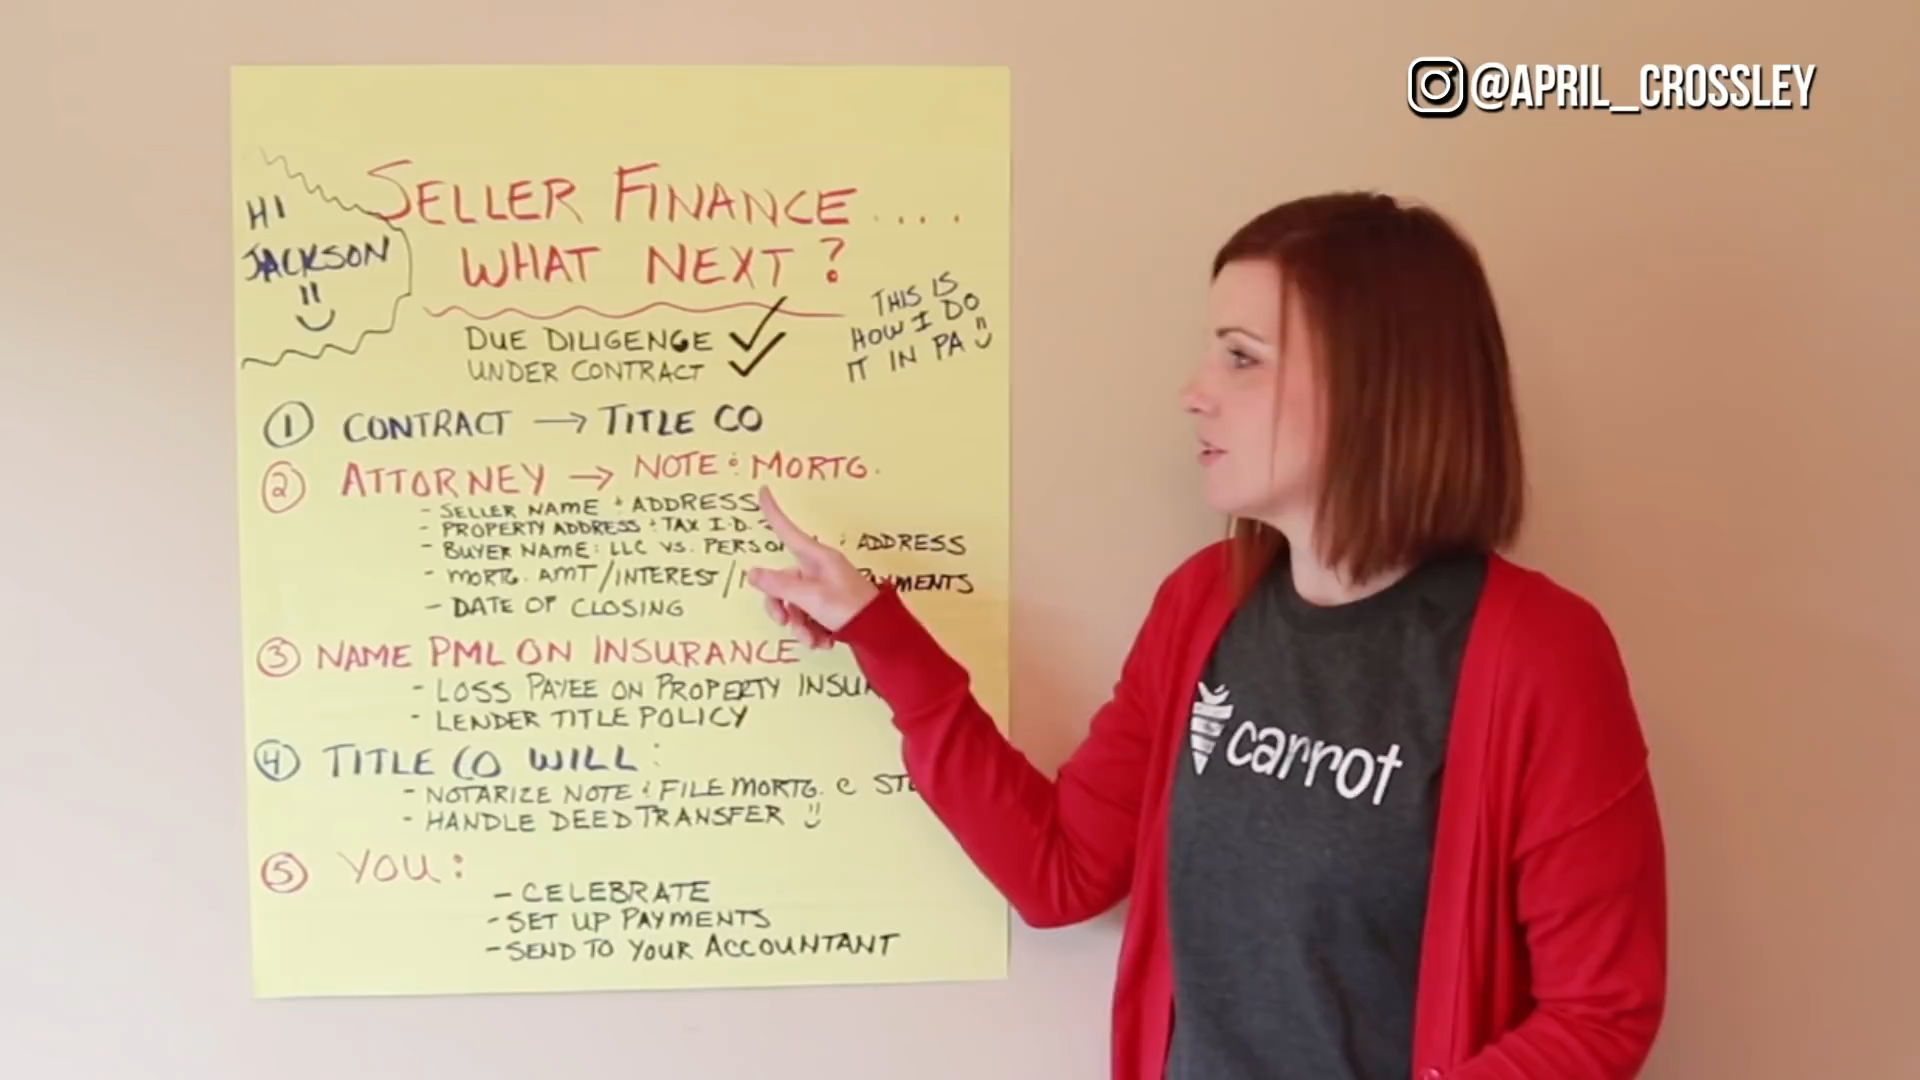 @APRIL_CROSSLEY
HI
JACKSON
SELLER FINANCE....
WHAT NEXT?
THIS IS
HOW I DO
IT IN PA
DUE DILIGENCE ✓
UNDER CONTRACT ✓
① CONTRACT → TITLE CO
② ATTORNEY → NOTE & MORTG.
- SELLER NAME + ADDRESS
- PROPERTY ADDRESS + TAX I.D.
- BUYER NAME: LLC VS. & ADDRESS
- MORTG. AMT/INTEREST/ PAYMENTS
- DATE OF CLOSING
③ NAME PML ON INSURANCE
- LOSS PAYEE ON PROPERTY
- LENDER TITLE POLICY
④ TITLE CO WILL:
- NOTARIZE NOTE & FILE MORTG. C
- HANDLE DEED TRANSFER
⑤ YOU:
- CELEBRATE
- SET UP PAYMENTS
- SEND TO YOUR ACCOUNTANT
carrot